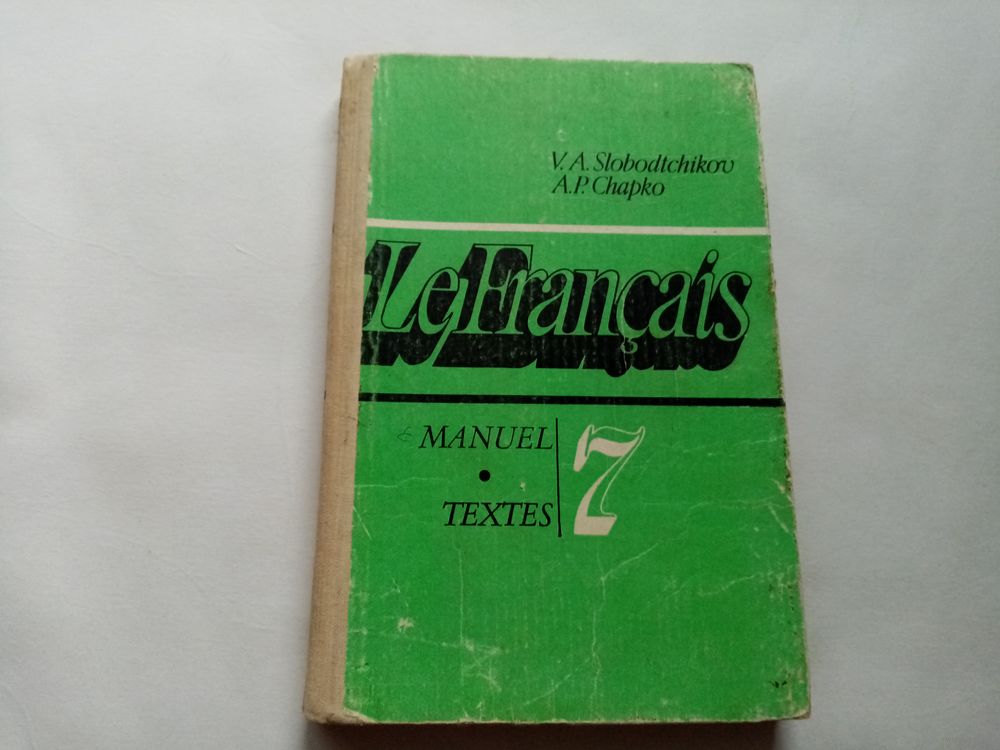 V. A. Slobodtchikov
A. P. Chapko
Le Français
MANUEL
•
TEXTES
7